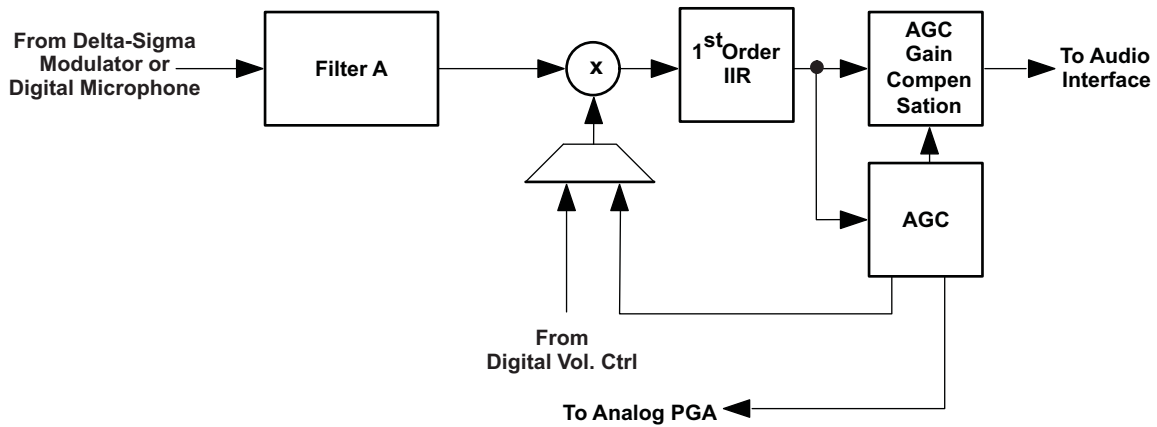 From Delta-Sigma
Modulator or
Digital Microphone
Filter A
x
1st Order
IIR
AGC
Gain
Compen
Sation
To Audio
Interface
AGC
From
Digital Vol. Ctrl
To Analog PGA